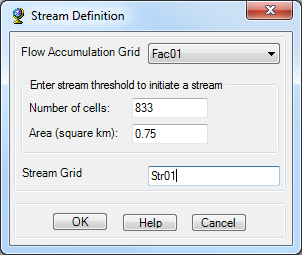 Stream Definition
Flow Accumulation Grid Fac01
Enter stream threshold to initiate a stream
Number of cells: 833
Area (square km): 0.75
Stream Grid Str01
OK Help Cancel